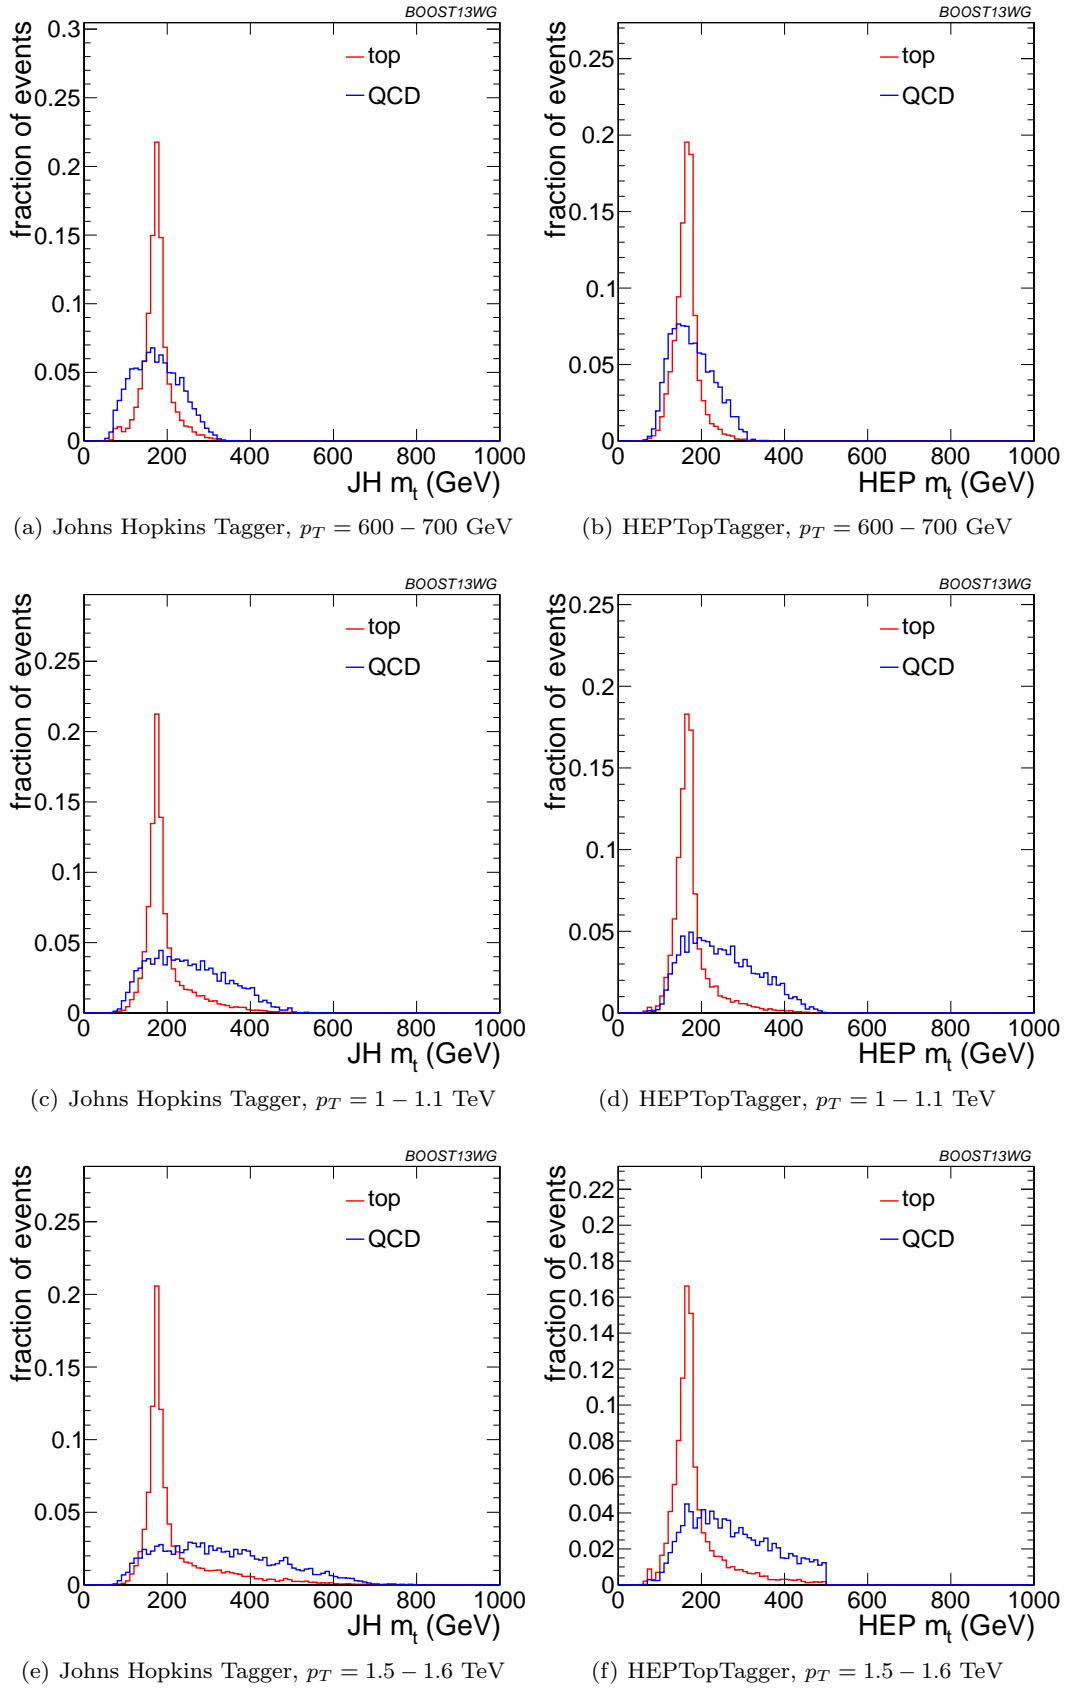 BOOST13WG
fraction of events
0.3
0.25
0.2
0.15
0.1
0.05
0
top
QCD
0 200 400 600 800 1000
JH m_t (GeV)
(a) Johns Hopkins Tagger, p_T = 600 − 700 GeV
BOOST13WG
fraction of events
0.25
0.2
0.15
0.1
0.05
0
top
QCD
0 200 400 600 800 1000
HEP m_t (GeV)
(b) HEPTopTagger, p_T = 600 − 700 GeV
BOOST13WG
fraction of events
0.25
0.2
0.15
0.1
0.05
0
top
QCD
0 200 400 600 800 1000
JH m_t (GeV)
(c) Johns Hopkins Tagger, p_T = 1 − 1.1 TeV
BOOST13WG
fraction of events
0.25
0.2
0.15
0.1
0.05
0
top
QCD
0 200 400 600 800 1000
HEP m_t (GeV)
(d) HEPTopTagger, p_T = 1 − 1.1 TeV
BOOST13WG
fraction of events
0.25
0.2
0.15
0.1
0.05
0
top
QCD
0 200 400 600 800 1000
JH m_t (GeV)
(e) Johns Hopkins Tagger, p_T = 1.5 − 1.6 TeV
BOOST13WG
fraction of events
0.22
0.2
0.18
0.16
0.14
0.12
0.1
0.08
0.06
0.04
0.02
0
top
QCD
0 200 400 600 800 1000
HEP m_t (GeV)
(f) HEPTopTagger, p_T = 1.5 − 1.6 TeV